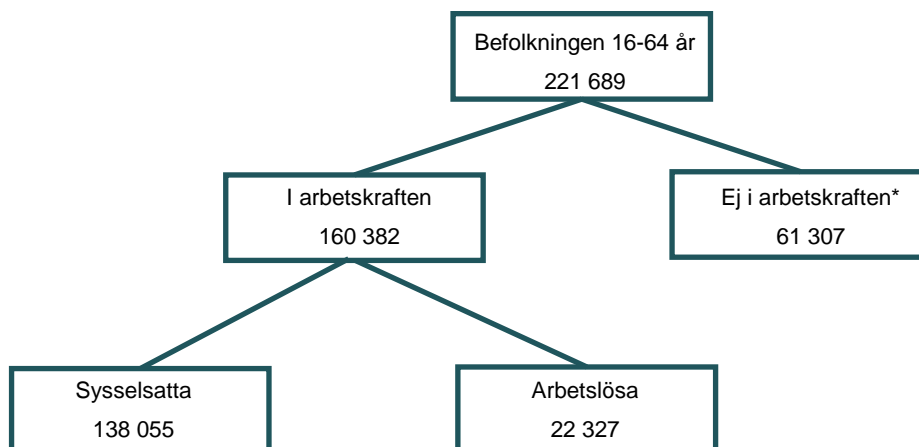 Befolkningen 16-64 år
221 689
I arbetskraften
160 382
Ej i arbetskraften*
61 307
Sysselsatta
138 055
Arbetslösa
22 327